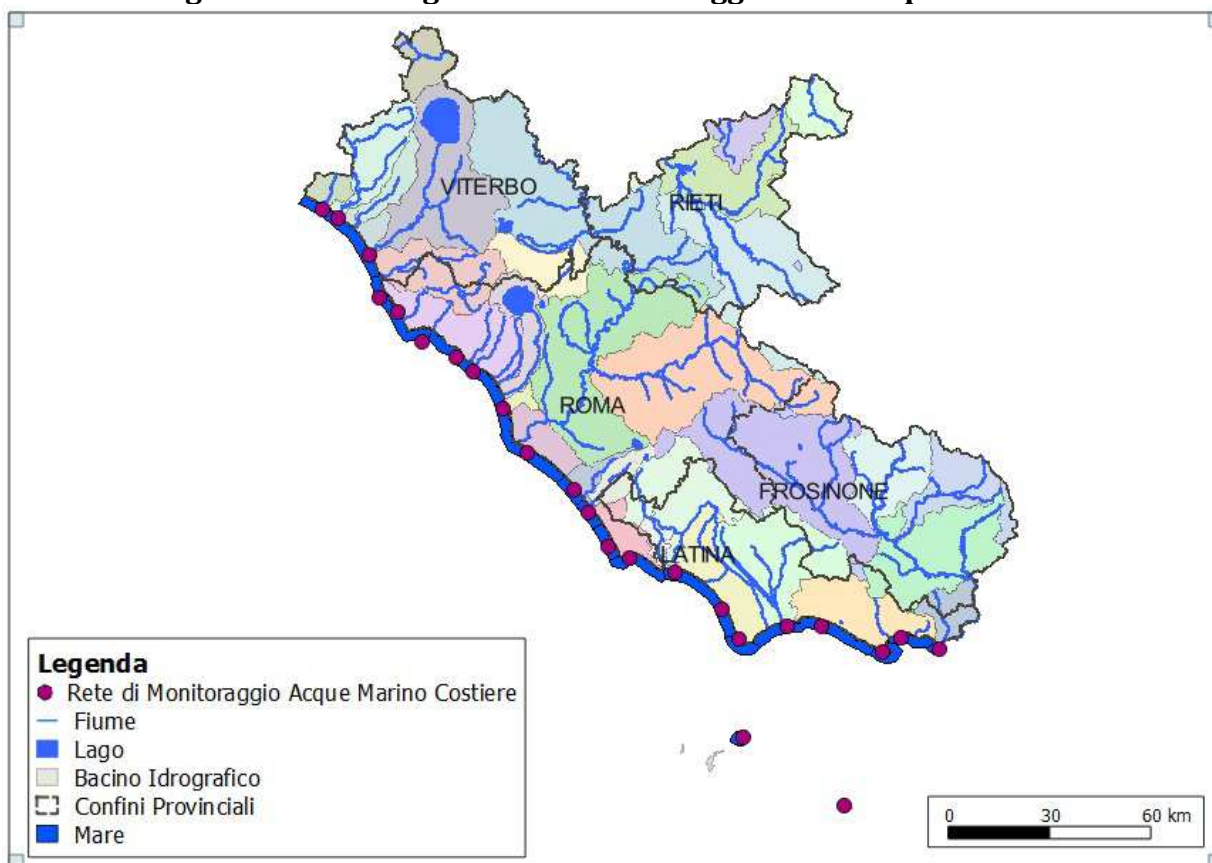 VITERBO
RIETI
ROMA
FROSINONE
LATINA
Legenda
Rete di Monitoraggio Acque Marino Costiere
Fiume
Lago
Bacino Idrografico
Confini Provinciali
Mare
0 30 60 km